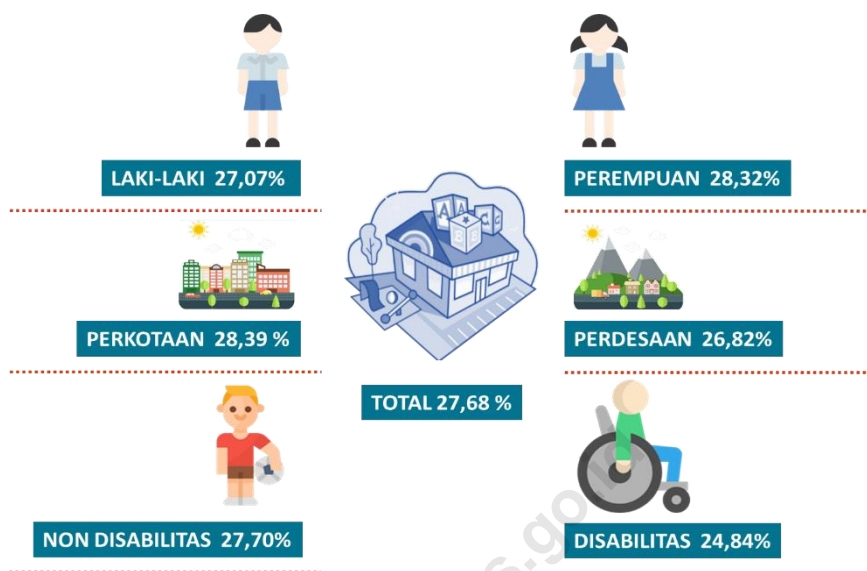 LAKI-LAKI 27,07%
PEREMPUAN 28,32%
PERKOTAAN 28,39 %
PERDESAAN 26,82%
TOTAL 27,68 %
NON DISABILITAS 27,70%
DISABILITAS 24,84%